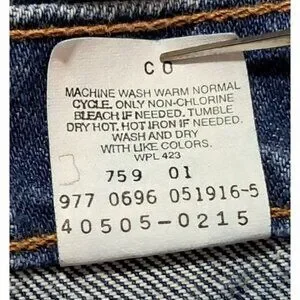 C O
MACHINE WASH WARM NORMAL
CYCLE. ONLY NON-CHLORINE
BLEACH IF NEEDED. TUMBLE
DRY HOT. HOT IRON IF NEEDED.
WASH AND DRY
WITH LIKE COLORS.
WPL 423
759 01
977 0696 051916-5
40505-0215